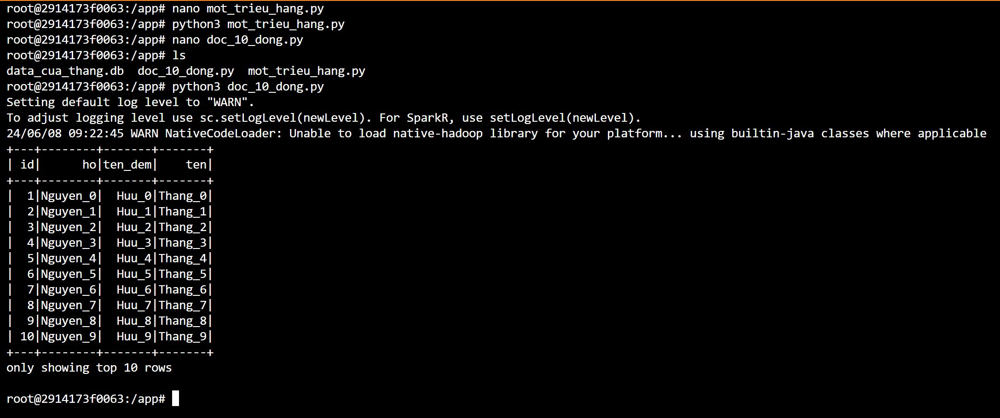 root@2914173f0063:/app# nano mot_trieu_hang.py
root@2914173f0063:/app# python3 mot_trieu_hang.py
root@2914173f0063:/app# nano doc_10_dong.py
root@2914173f0063:/app# ls
data_cua_thang.db  doc_10_dong.py  mot_trieu_hang.py
root@2914173f0063:/app# python3 doc_10_dong.py
Setting default log level to "WARN".
To adjust logging level use sc.setLogLevel(newLevel). For SparkR, use setLogLevel(newLevel).
24/06/08 09:22:45 WARN NativeCodeLoader: Unable to load native-hadoop library for your platform... using builtin-java classes where applicable
+---+--------+-------+-------+
| id|      ho|ten_dem|    ten|
+---+--------+-------+-------+
|  1|Nguyen_0|  Huu_0|Thang_0|
|  2|Nguyen_1|  Huu_1|Thang_1|
|  3|Nguyen_2|  Huu_2|Thang_2|
|  4|Nguyen_3|  Huu_3|Thang_3|
|  5|Nguyen_4|  Huu_4|Thang_4|
|  6|Nguyen_5|  Huu_5|Thang_5|
|  7|Nguyen_6|  Huu_6|Thang_6|
|  8|Nguyen_7|  Huu_7|Thang_7|
|  9|Nguyen_8|  Huu_8|Thang_8|
| 10|Nguyen_9|  Huu_9|Thang_9|
+---+--------+-------+-------+
only showing top 10 rows
root@2914173f0063:/app#